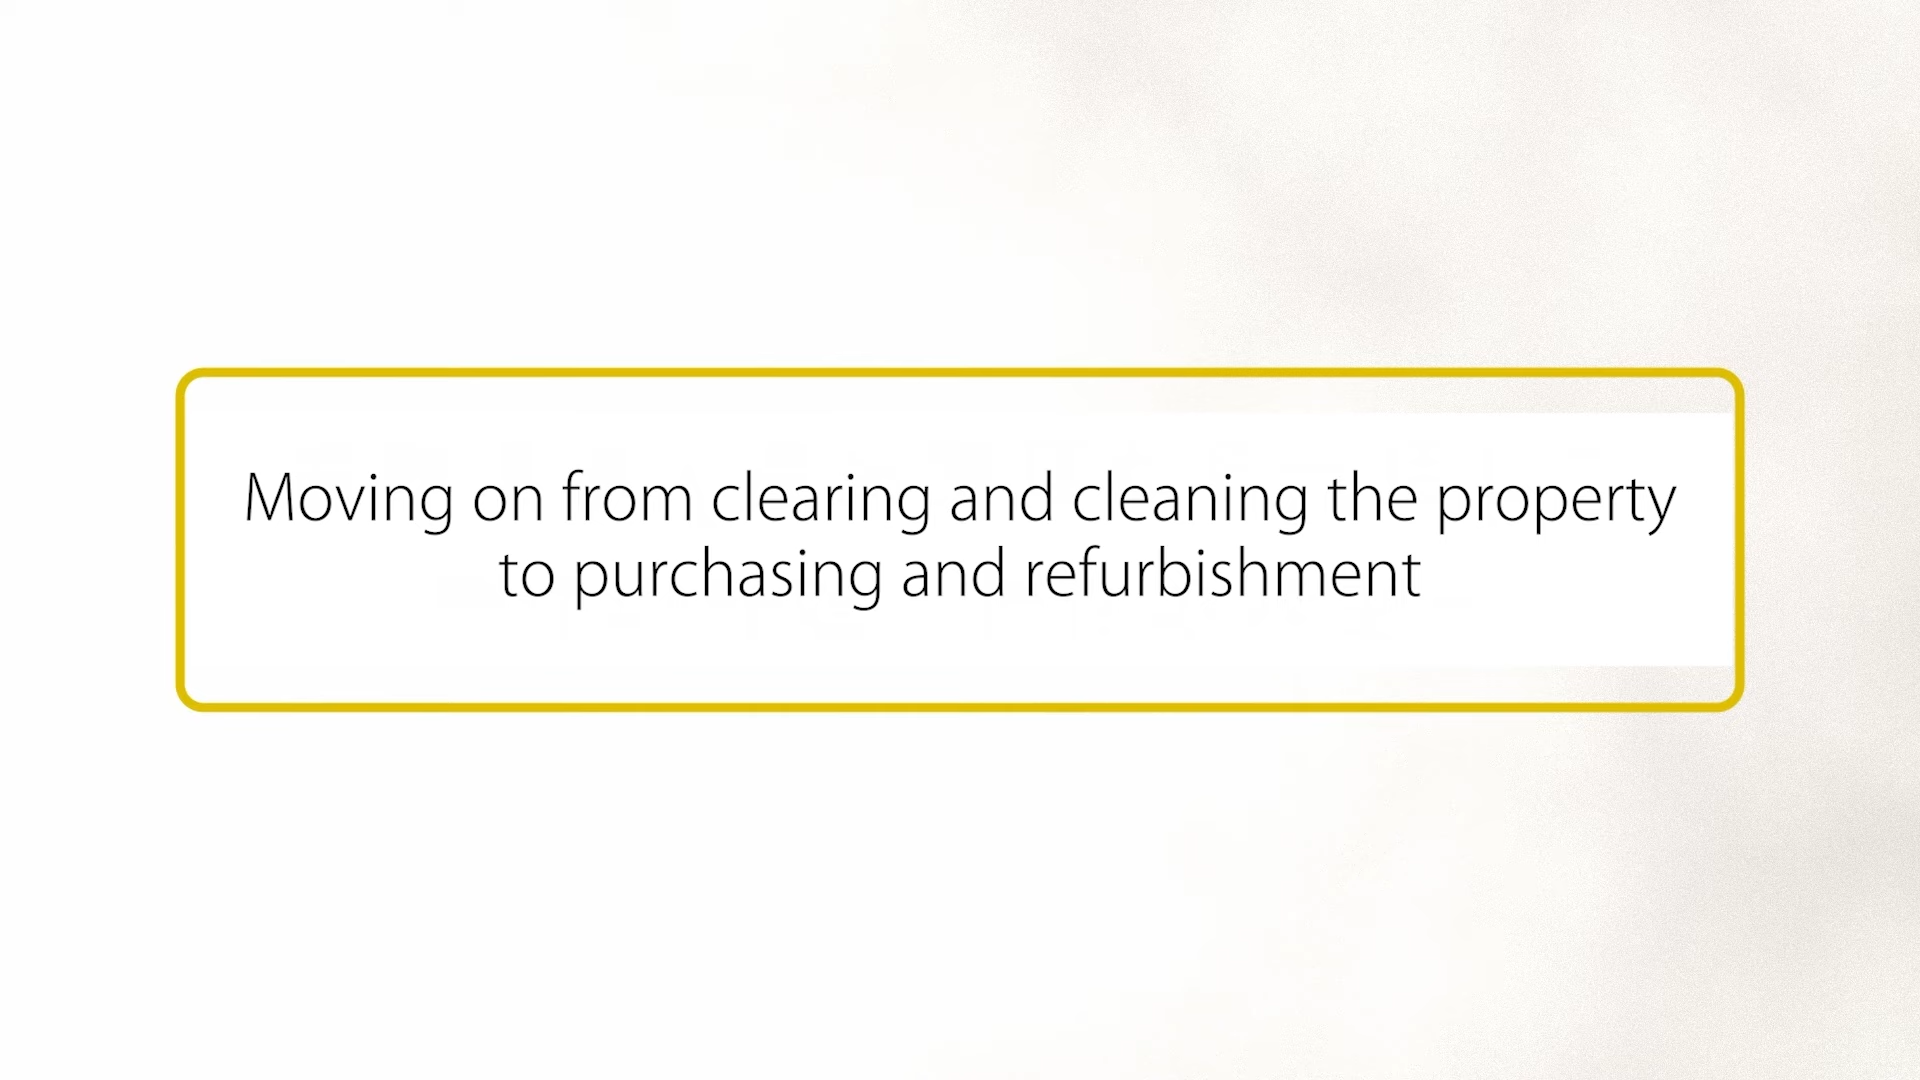 Moving on from clearing and cleaning the property
to purchasing and refurbishment